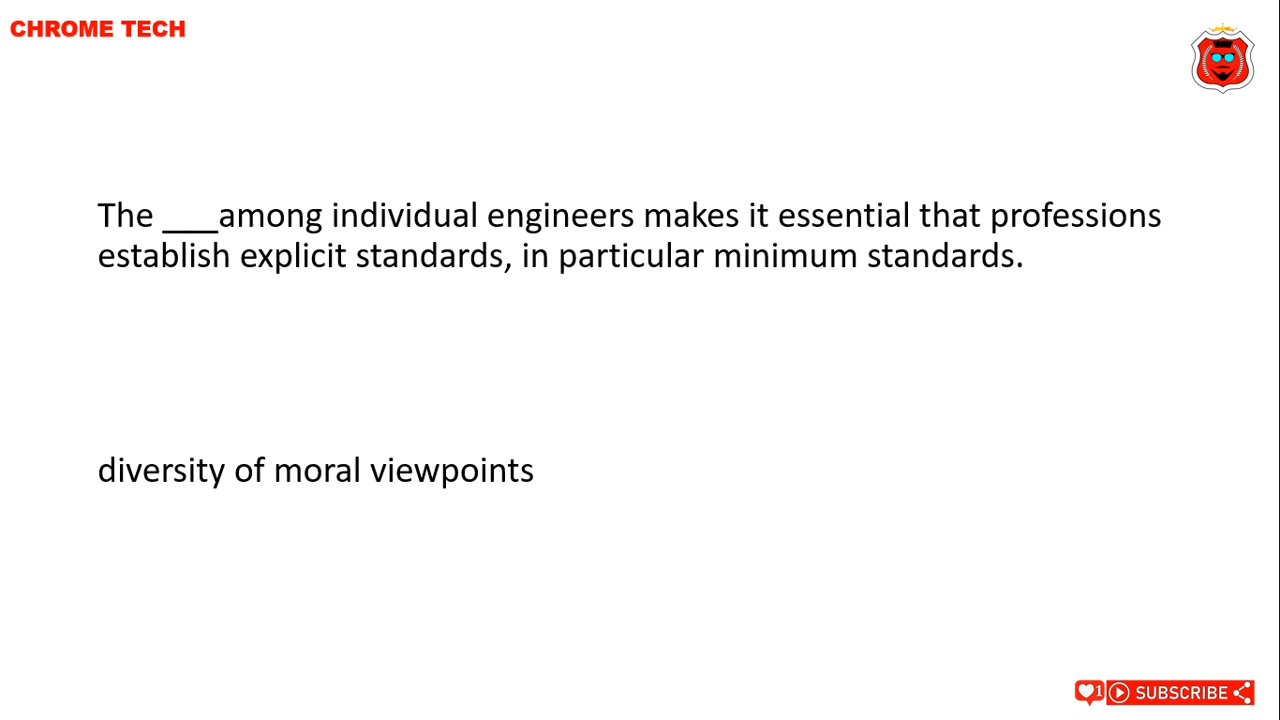 CHROME TECH
The ___among individual engineers makes it essential that professions
establish explicit standards, in particular minimum standards.
diversity of moral viewpoints
1 SUBSCRIBE